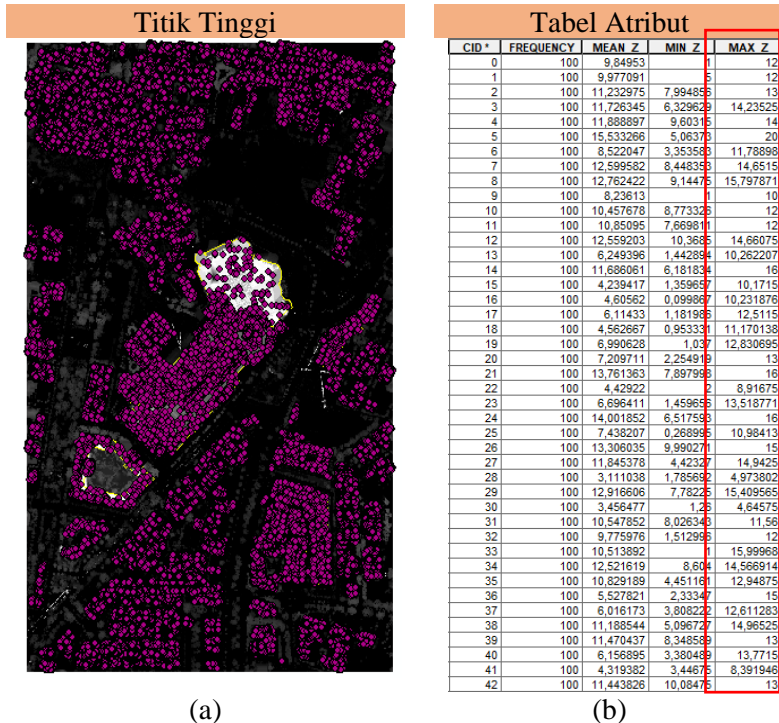 Titik Tinggi
Tabel Atribut
CID * FREQUENCY MEAN_Z MIN_Z MAX_Z
0 100 9,84953 1 12
1 100 9,977091 5 12
2 100 11,232975 7,994856 13
3 100 11,726345 6,329629 14,23525
4 100 11,888897 9,60315 14
5 100 15,533266 5,06373 20
6 100 8,522047 3,353583 11,78898
7 100 12,599582 8,448353 14,6515
8 100 12,762422 9,14475 15,797871
9 100 8,23613 1 10
10 100 10,457678 8,773326 12
11 100 10,85095 7,669811 12
12 100 12,559203 10,3685 14,66075
13 100 6,249396 1,442894 10,262207
14 100 11,686061 6,181834 16
15 100 4,239417 1,359657 10,1715
16 100 4,60562 0,099867 10,231876
17 100 6,11433 1,181986 12,5115
18 100 4,562667 0,953331 11,170138
19 100 6,990628 1,037 12,830695
20 100 7,209711 2,254919 13
21 100 13,761363 7,897993 16
22 100 4,42922 2 8,91675
23 100 6,696411 1,459656 13,518771
24 100 14,001852 6,517593 16
25 100 7,438207 0,268995 10,98413
26 100 13,306035 9,990271 15
27 100 11,845378 4,42327 14,9425
28 100 3,111038 1,785692 4,973802
29 100 12,916606 7,78225 15,409565
30 100 3,456477 1,26 4,64575
31 100 10,547852 8,026343 11,56
32 100 9,775976 1,512996 12
33 100 10,513892 1 15,99968
34 100 12,521619 8,604 14,566914
35 100 10,829189 4,451161 12,94875
36 100 5,527821 2,33347 15
37 100 6,016173 3,808222 12,611283
38 100 11,188544 5,096727 14,96525
39 100 11,470437 8,348589 13
40 100 6,156895 3,380489 13,7715
41 100 4,319382 3,44675 8,391946
42 100 11,443826 10,08475 13
(a)
(b)